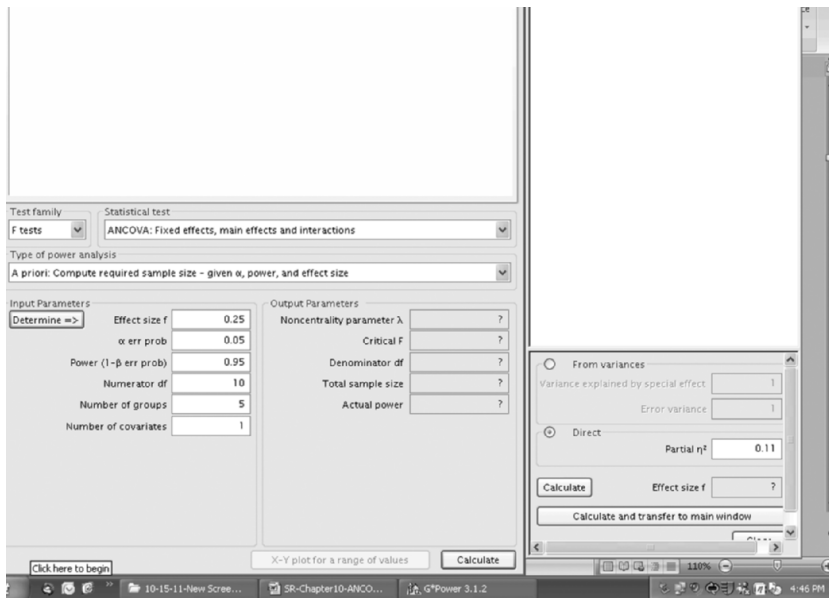 Test family
Statistical test
F tests
ANCOVA: Fixed effects, main effects and interactions
Type of power analysis
A priori: Compute required sample size – given α, power, and effect size
Input Parameters
Determine =>
Effect size f 0.25
α err prob 0.05
Power (1-β err prob) 0.95
Numerator df 10
Number of groups 5
Number of covariates 1
Output Parameters
Noncentrality parameter λ ?
Critical F ?
Denominator df ?
Total sample size ?
Actual power ?
X-Y plot for a range of values
Calculate
From variances
Variance explained by special effect 1
Error variance 1
Direct
Partial η² 0.11
Calculate
Effect size f ?
Calculate and transfer to main window
110%
Click here to begin
10-15-11-New Scree...
SR-Chapter10-ANCO...
G*Power 3.1.2
4:46 PM